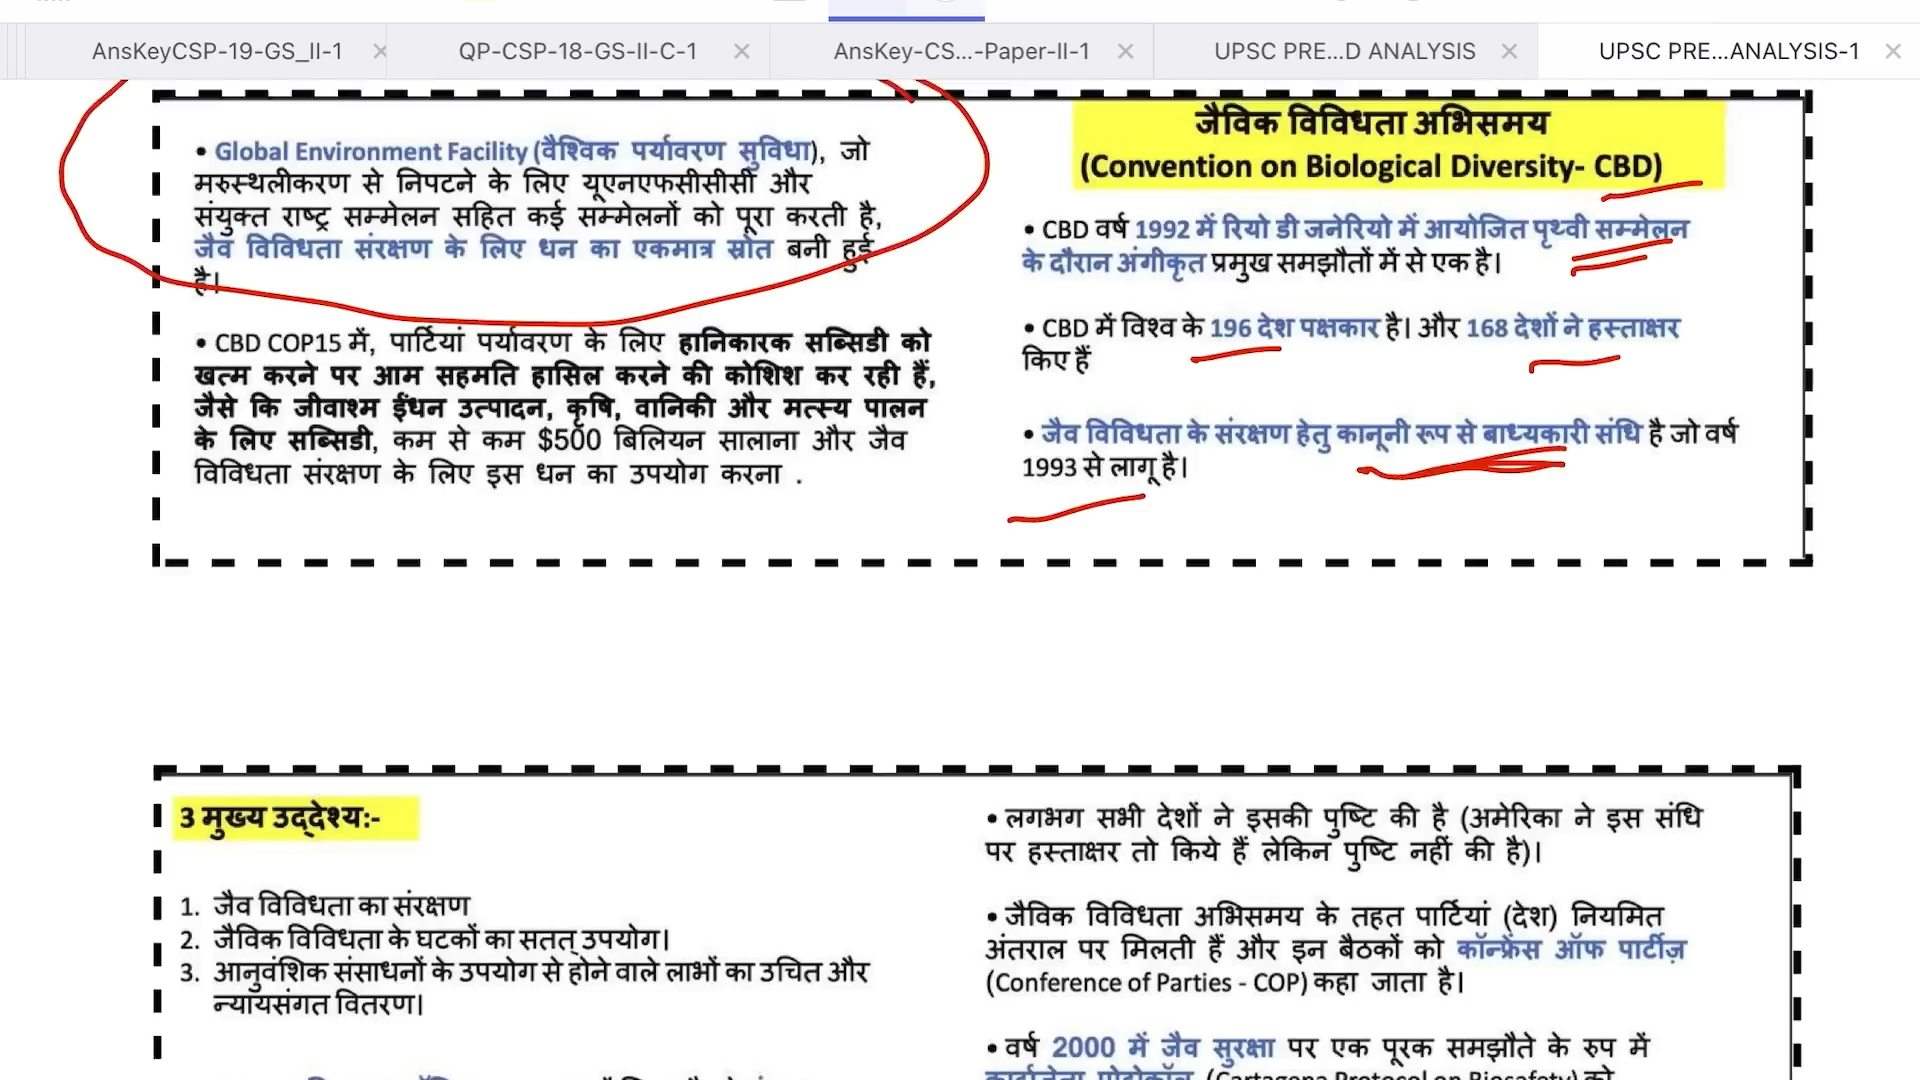 AnsKeyCSP-19-GS_II-1
QP-CSP-18-GS-II-C-1
AnsKey-CS...-Paper-II-1
UPSC PRE...D ANALYSIS
UPSC PRE...ANALYSIS-1
• Global Environment Facility (वैश्विक पर्यावरण सुविधा), जो
मरुस्थलीकरण से निपटने के लिए यूएनएफसीसीसी और
संयुक्त राष्ट्र सम्मेलन सहित कई सम्मेलनों को पूरा करती है,
जैव विविधता संरक्षण के लिए धन का एकमात्र स्रोत बनी हुई
है।
• CBD COP15 में, पार्टियां पर्यावरण के लिए हानिकारक सब्सिडी को
खत्म करने पर आम सहमति हासिल करने की कोशिश कर रही हैं,
जैसे कि जीवाश्म ईंधन उत्पादन, कृषि, वानिकी और मत्स्य पालन
के लिए सब्सिडी, कम से कम $500 बिलियन सालाना और जैव
विविधता संरक्षण के लिए इस धन का उपयोग करना .
जैविक विविधता अभिसमय
(Convention on Biological Diversity- CBD)
• CBD वर्ष 1992 में रियो डी जनेरियो में आयोजित पृथ्वी सम्मेलन
के दौरान अंगीकृत प्रमुख समझौतों में से एक है।
• CBD में विश्व के 196 देश पक्षकार है। और 168 देशों ने हस्ताक्षर
किए हैं
• जैव विविधता के संरक्षण हेतु कानूनी रूप से बाध्यकारी संधि है जो वर्ष
1993 से लागू है।
3 मुख्य उद्देश्य:-
1. जैव विविधता का संरक्षण
2. जैविक विविधता के घटकों का सतत् उपयोग।
3. आनुवंशिक संसाधनों के उपयोग से होने वाले लाभों का उचित और
न्यायसंगत वितरण।
• लगभग सभी देशों ने इसकी पुष्टि की है (अमेरिका ने इस संधि
पर हस्ताक्षर तो किये हैं लेकिन पुष्टि नहीं की है)।
• जैविक विविधता अभिसमय के तहत पार्टियां (देश) नियमित
अंतराल पर मिलती हैं और इन बैठकों को कॉन्फ्रेंस ऑफ पार्टीज़
(Conference of Parties - COP) कहा जाता है।
• वर्ष 2000 में जैव सुरक्षा पर एक पूरक समझौते के रुप में
कार्टाजेना प्रोटोकॉल (Cartagena Protocol on Biosafety) को